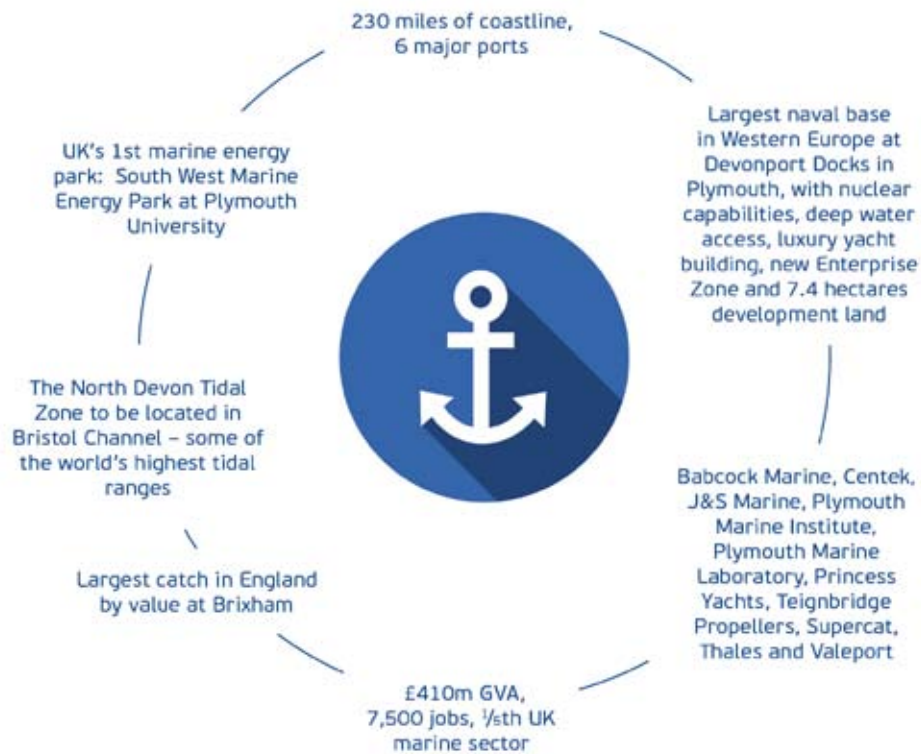 230 miles of coastline,
6 major ports
Largest naval base
in Western Europe at
Devonport Docks in
Plymouth, with nuclear
capabilities, deep water
access, luxury yacht
building, new Enterprise
Zone and 7.4 hectares
development land
Babcock Marine, Centek,
J&S Marine, Plymouth
Marine Institute,
Plymouth Marine
Laboratory, Princess
Yachts, Teignbridge
Propellers, Supercat,
Thales and Valeport
£410m GVA,
7,500 jobs, ⅕th UK
marine sector
Largest catch in England
by value at Brixham
The North Devon Tidal
Zone to be located in
Bristol Channel – some of
the world's highest tidal
ranges
UK's 1st marine energy
park: South West Marine
Energy Park at Plymouth
University